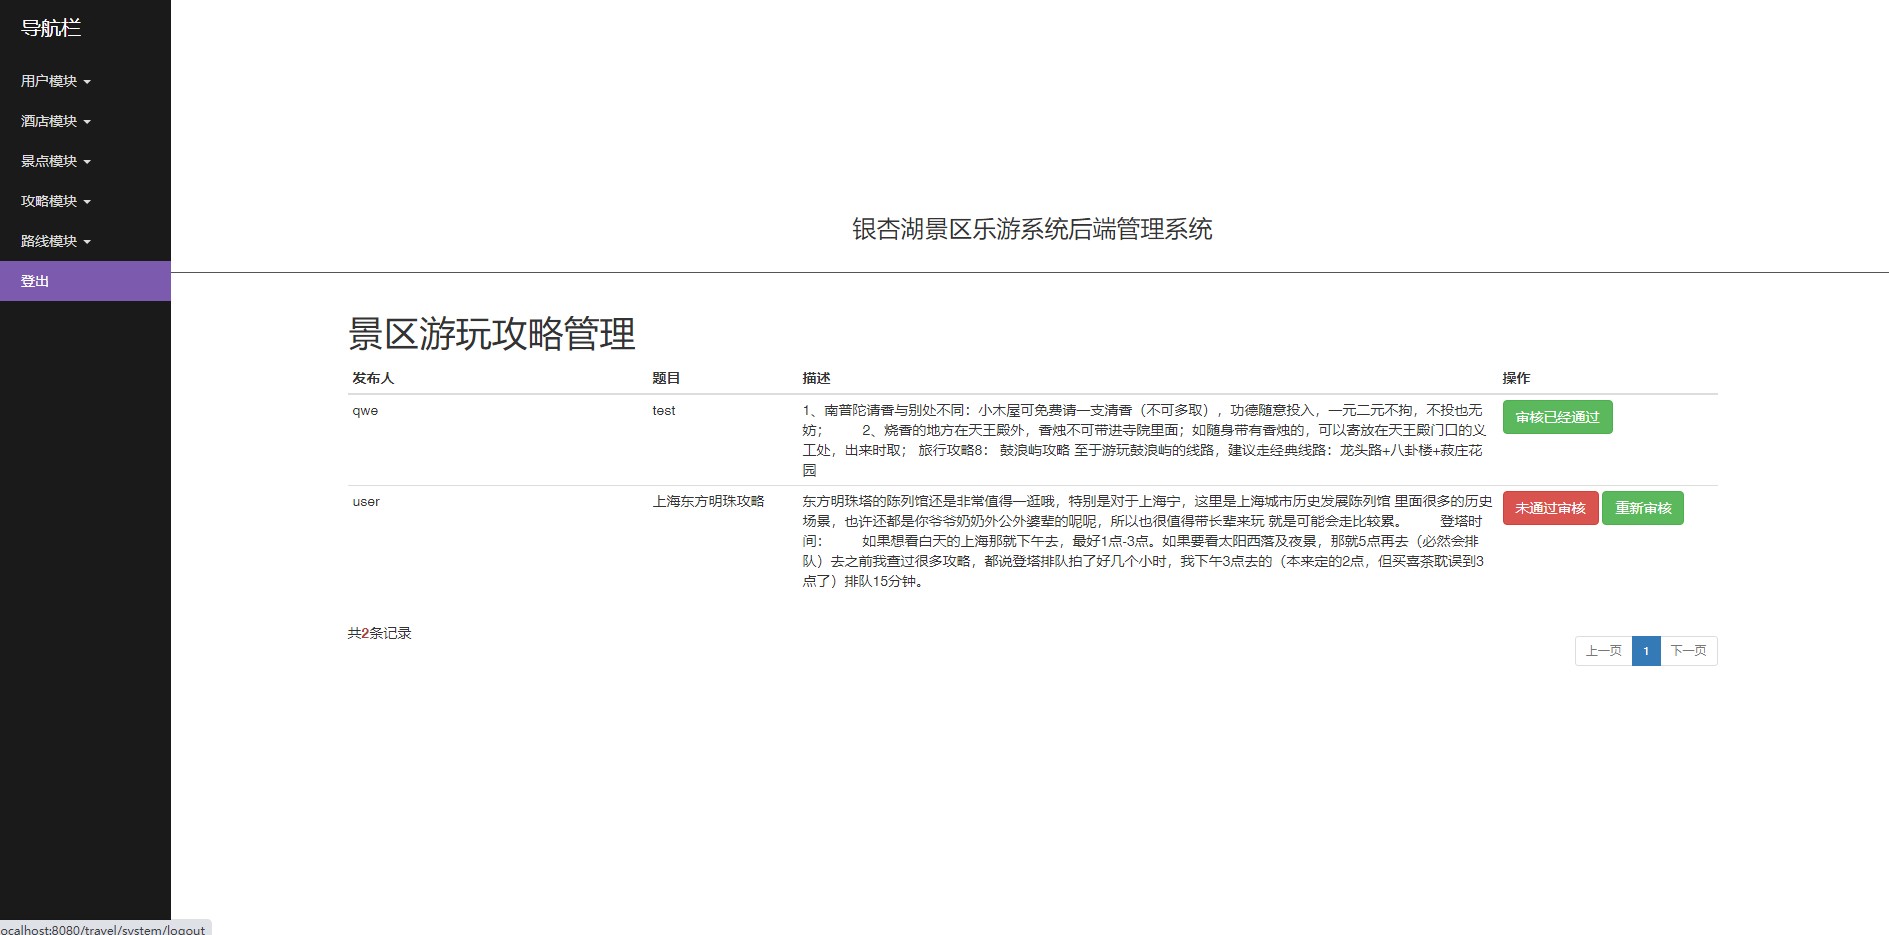 导航栏
用户模块
酒店模块
景点模块
攻略模块
路线模块
登出
银杏湖景区乐游系统后端管理系统
景区游玩攻略管理
发布人 题目 描述 操作
qwe test 1、南普陀请香与别处不同：小木屋可免费请一支清香（不可多取），功德随意投入，一元二元不拘，不投也无 审核已经通过
妨； 2、烧香的地方在天王殿外，香烛不可带进寺院里面；如随身带有香烛的，可以寄放在天王殿门口的义
工处，出来时取； 旅行攻略8： 鼓浪屿攻略 至于游玩鼓浪屿的线路，建议走经典线路：龙头路+八卦楼+菽庄花
园
user 上海东方明珠攻略 东方明珠塔的陈列馆还是非常值得一逛哦，特别是对于上海宁，这里是上海城市历史发展陈列馆 里面很多的历史 未通过审核 重新审核
场景，也许还都是你爷爷奶奶外公外婆辈的呢呢，所以也很值得带长辈来玩 就是可能会走比较累。 登塔时
间： 如果想看白天的上海那就下午去，最好1点-3点。如果要看太阳西落及夜景，那就5点再去（必然会排
队）去之前我查过很多攻略，都说登塔排队拍了好几个小时，我下午3点去的（本来走的2点，但买喜茶耽误到3
点了）排队15分钟。
共2条记录
上一页 1 下一页
ocalhost:8080/travel/system/logout